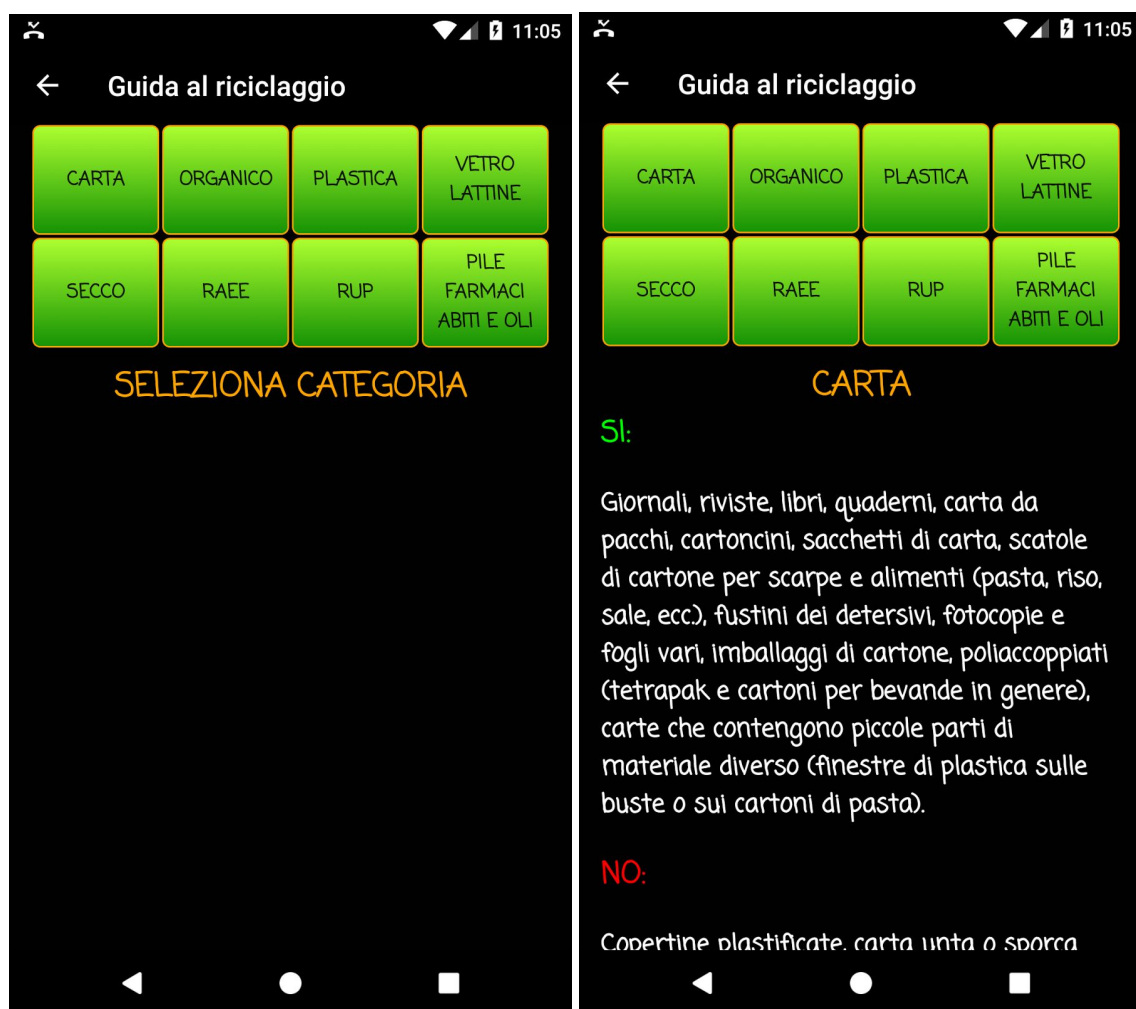 11:05
Guida al riciclaggio
CARTA
ORGANICO
PLASTICA
VETRO
LATTINE
SECCO
RAEE
RUP
PILE
FARMACI
ABITI E OLI
SELEZIONA CATEGORIA
11:05
Guida al riciclaggio
CARTA
ORGANICO
PLASTICA
VETRO
LATTINE
SECCO
RAEE
RUP
PILE
FARMACI
ABITI E OLI
CARTA
SI:
Giornali, riviste, libri, quaderni, carta da
pacchi, cartoncini, sacchetti di carta, scatole
di cartone per scarpe e alimenti (pasta, riso,
sale, ecc.), fustini dei detersivi, fotocopie e
fogli vari, imballaggi di cartone, poliaccoppiati
(tetrapak e cartoni per bevande in genere),
carte che contengono piccole parti di
materiale diverso (finestre di plastica sulle
buste o sui cartoni di pasta).
NO:
Copertine plastificate, carta unta o sporca